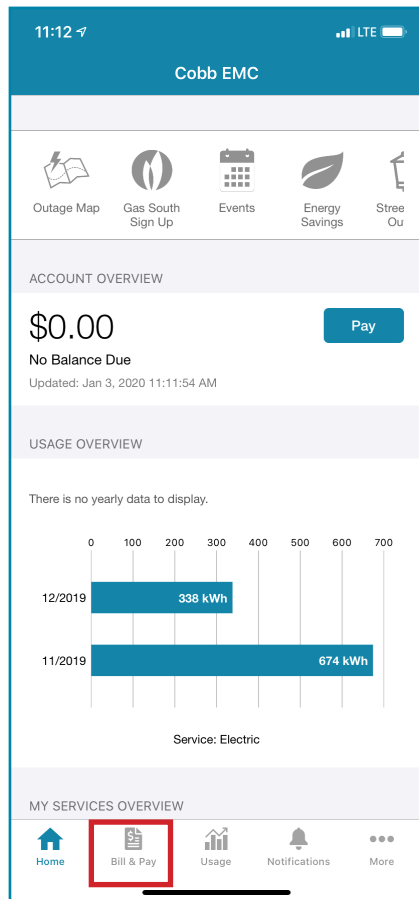 11:12
LTE
Cobb EMC
Outage Map
Gas South
Sign Up
Events
Energy
Savings
Stree
Ou
ACCOUNT OVERVIEW
$0.00
Pay
No Balance Due
Updated: Jan 3, 2020 11:11:54 AM
USAGE OVERVIEW
There is no yearly data to display.
0 100 200 300 400 500 600 700
12/2019 338 kWh
11/2019 674 kWh
Service: Electric
MY SERVICES OVERVIEW
Home Bill & Pay Usage Notifications More